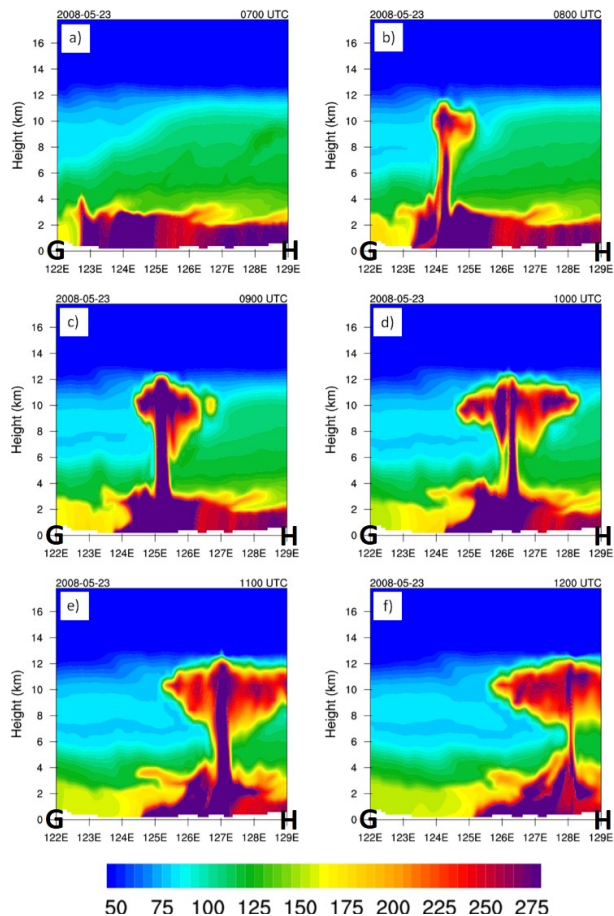 2008-05-23 0700 UTC 2008-05-23 0800 UTC
a) b)
16 16
14 14
12 12
10 10
Height (km) Height (km)
8 8
6 6
4 4
2 2
0 0
G H G H
122E 123E 124E 125E 126E 127E 128E 129E 122E 123E 124E 125E 126E 127E 128E 129E
2008-05-23 0900 UTC 2008-05-23 1000 UTC
c) d)
16 16
14 14
12 12
10 10
Height (km) Height (km)
8 8
6 6
4 4
2 2
0 0
G H G H
122E 123E 124E 125E 126E 127E 128E 129E 122E 123E 124E 125E 126E 127E 128E 129E
2008-05-23 1100 UTC 2008-05-23 1200 UTC
e) f)
16 16
14 14
12 12
10 10
Height (km) Height (km)
8 8
6 6
4 4
2 2
0 0
G H G H
122E 123E 124E 125E 126E 127E 128E 129E 122E 123E 124E 125E 126E 127E 128E 129E
50 75 100 125 150 175 200 225 250 275